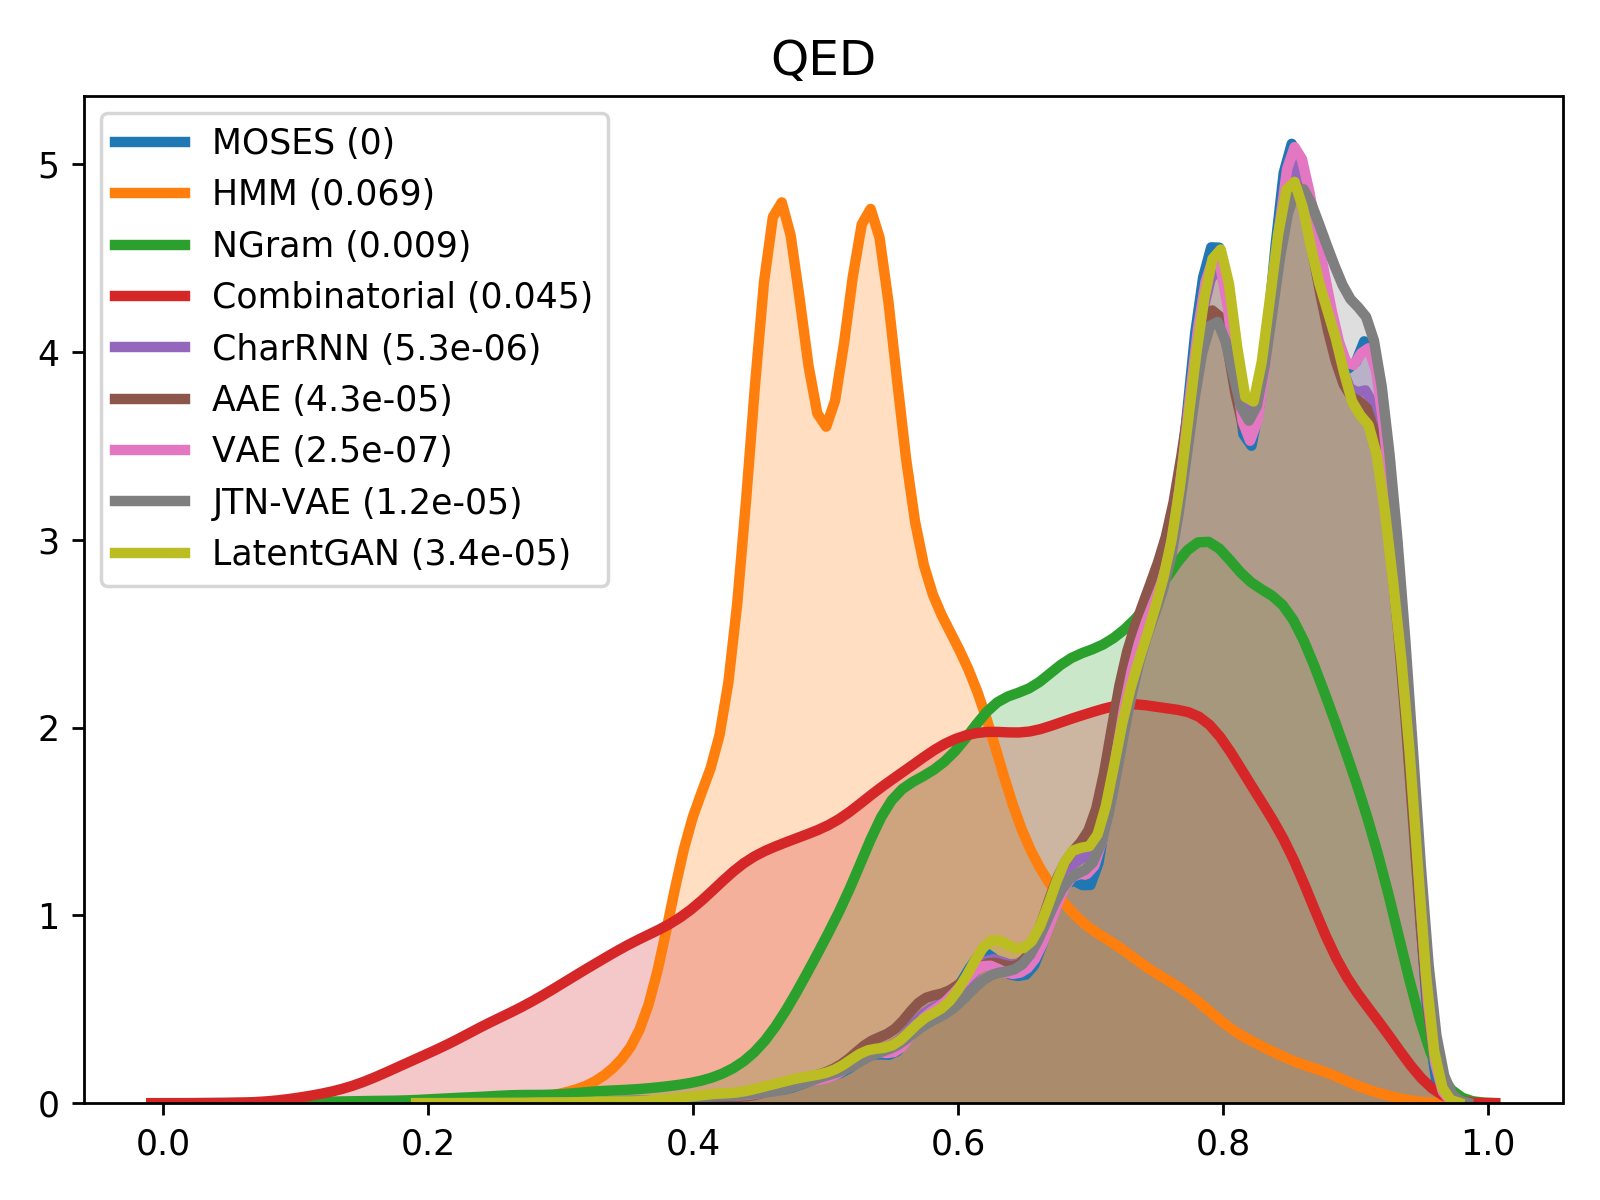 QED
MOSES (0)
HMM (0.069)
NGram (0.009)
Combinatorial (0.045)
CharRNN (5.3e-06)
AAE (4.3e-05)
VAE (2.5e-07)
JTN-VAE (1.2e-05)
LatentGAN (3.4e-05)
5
4
3
2
1
0
0.0 0.2 0.4 0.6 0.8 1.0